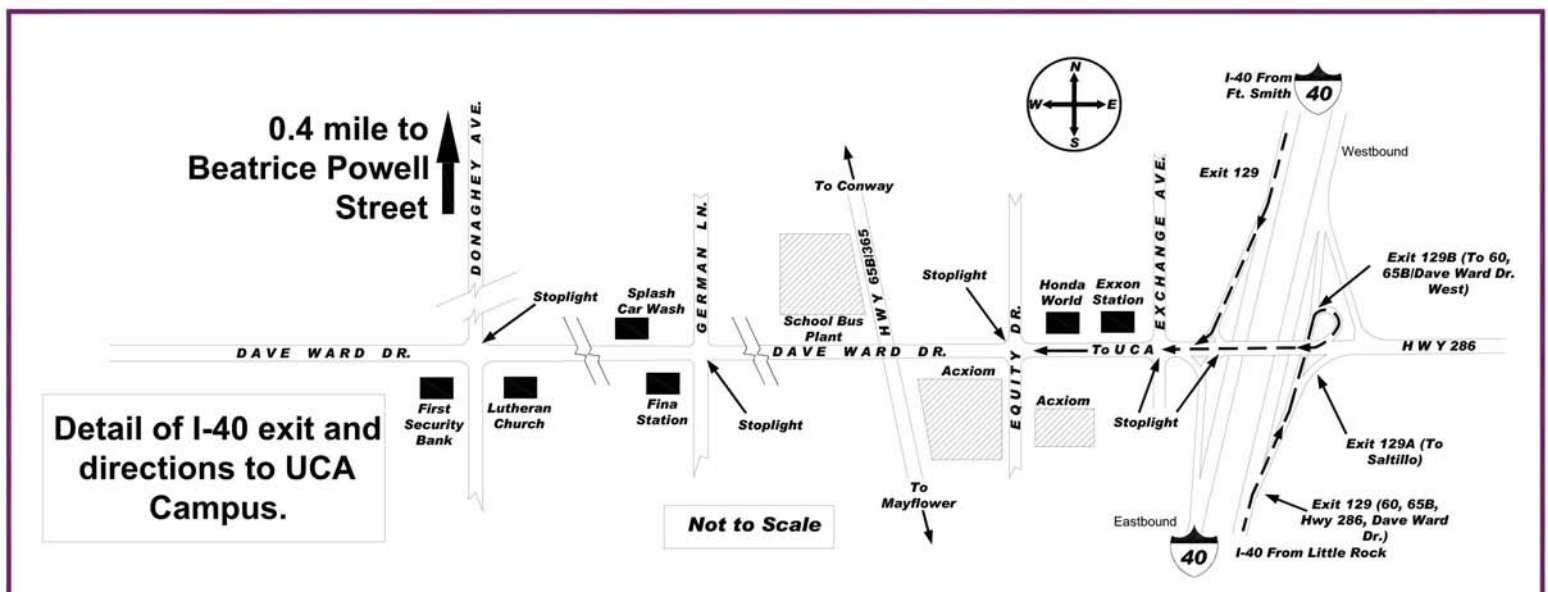 0.4 mile to
Beatrice Powell
Street
DONAGHEY AVE.
Stoplight
Splash
Car Wash
GERMAN LN.
To Conway
HWY 65B|365
School Bus
Plant
N
W
E
S
Stoplight
Honda
World
Exxon
Station
EXCHANGE AVE.
I-40 From
Ft. Smith
40
Westbound
Exit 129
Exit 129B (To 60,
65B|Dave Ward Dr.
West)
DAVE WARD DR.
DAVE WARD DR.
To UCA
HWY 286
First
Security
Bank
Lutheran
Church
Fina
Station
Stoplight
Acxiom
EQUITY DR.
Acxiom
Stoplight
Exit 129A (To
Saltillo)
Detail of I-40 exit and
directions to UCA
Campus.
Not to Scale
To
Mayflower
Eastbound
40
Exit 129 (60, 65B,
Hwy 286, Dave Ward
Dr.)
I-40 From Little Rock